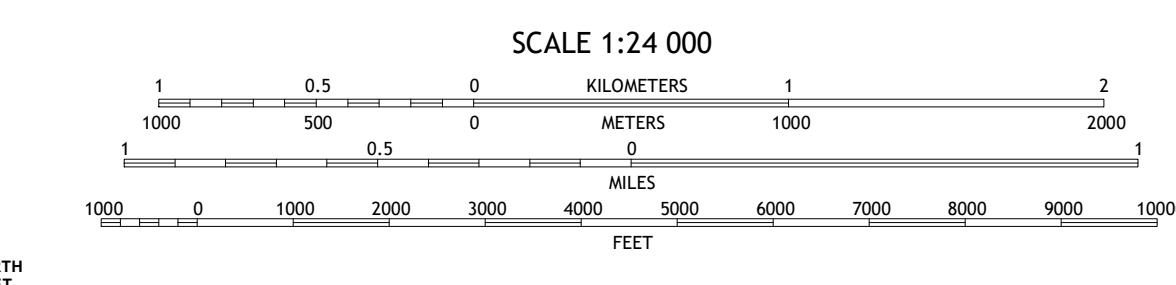 SCALE 1:24 000
1 0.5 0 KILOMETERS 1 2
1000 500 0 METERS 1000 2000
1 0.5 0 1
MILES
1000 0 1000 2000 3000 4000 5000 6000 7000 8000 9000 1000
FEET
RTH